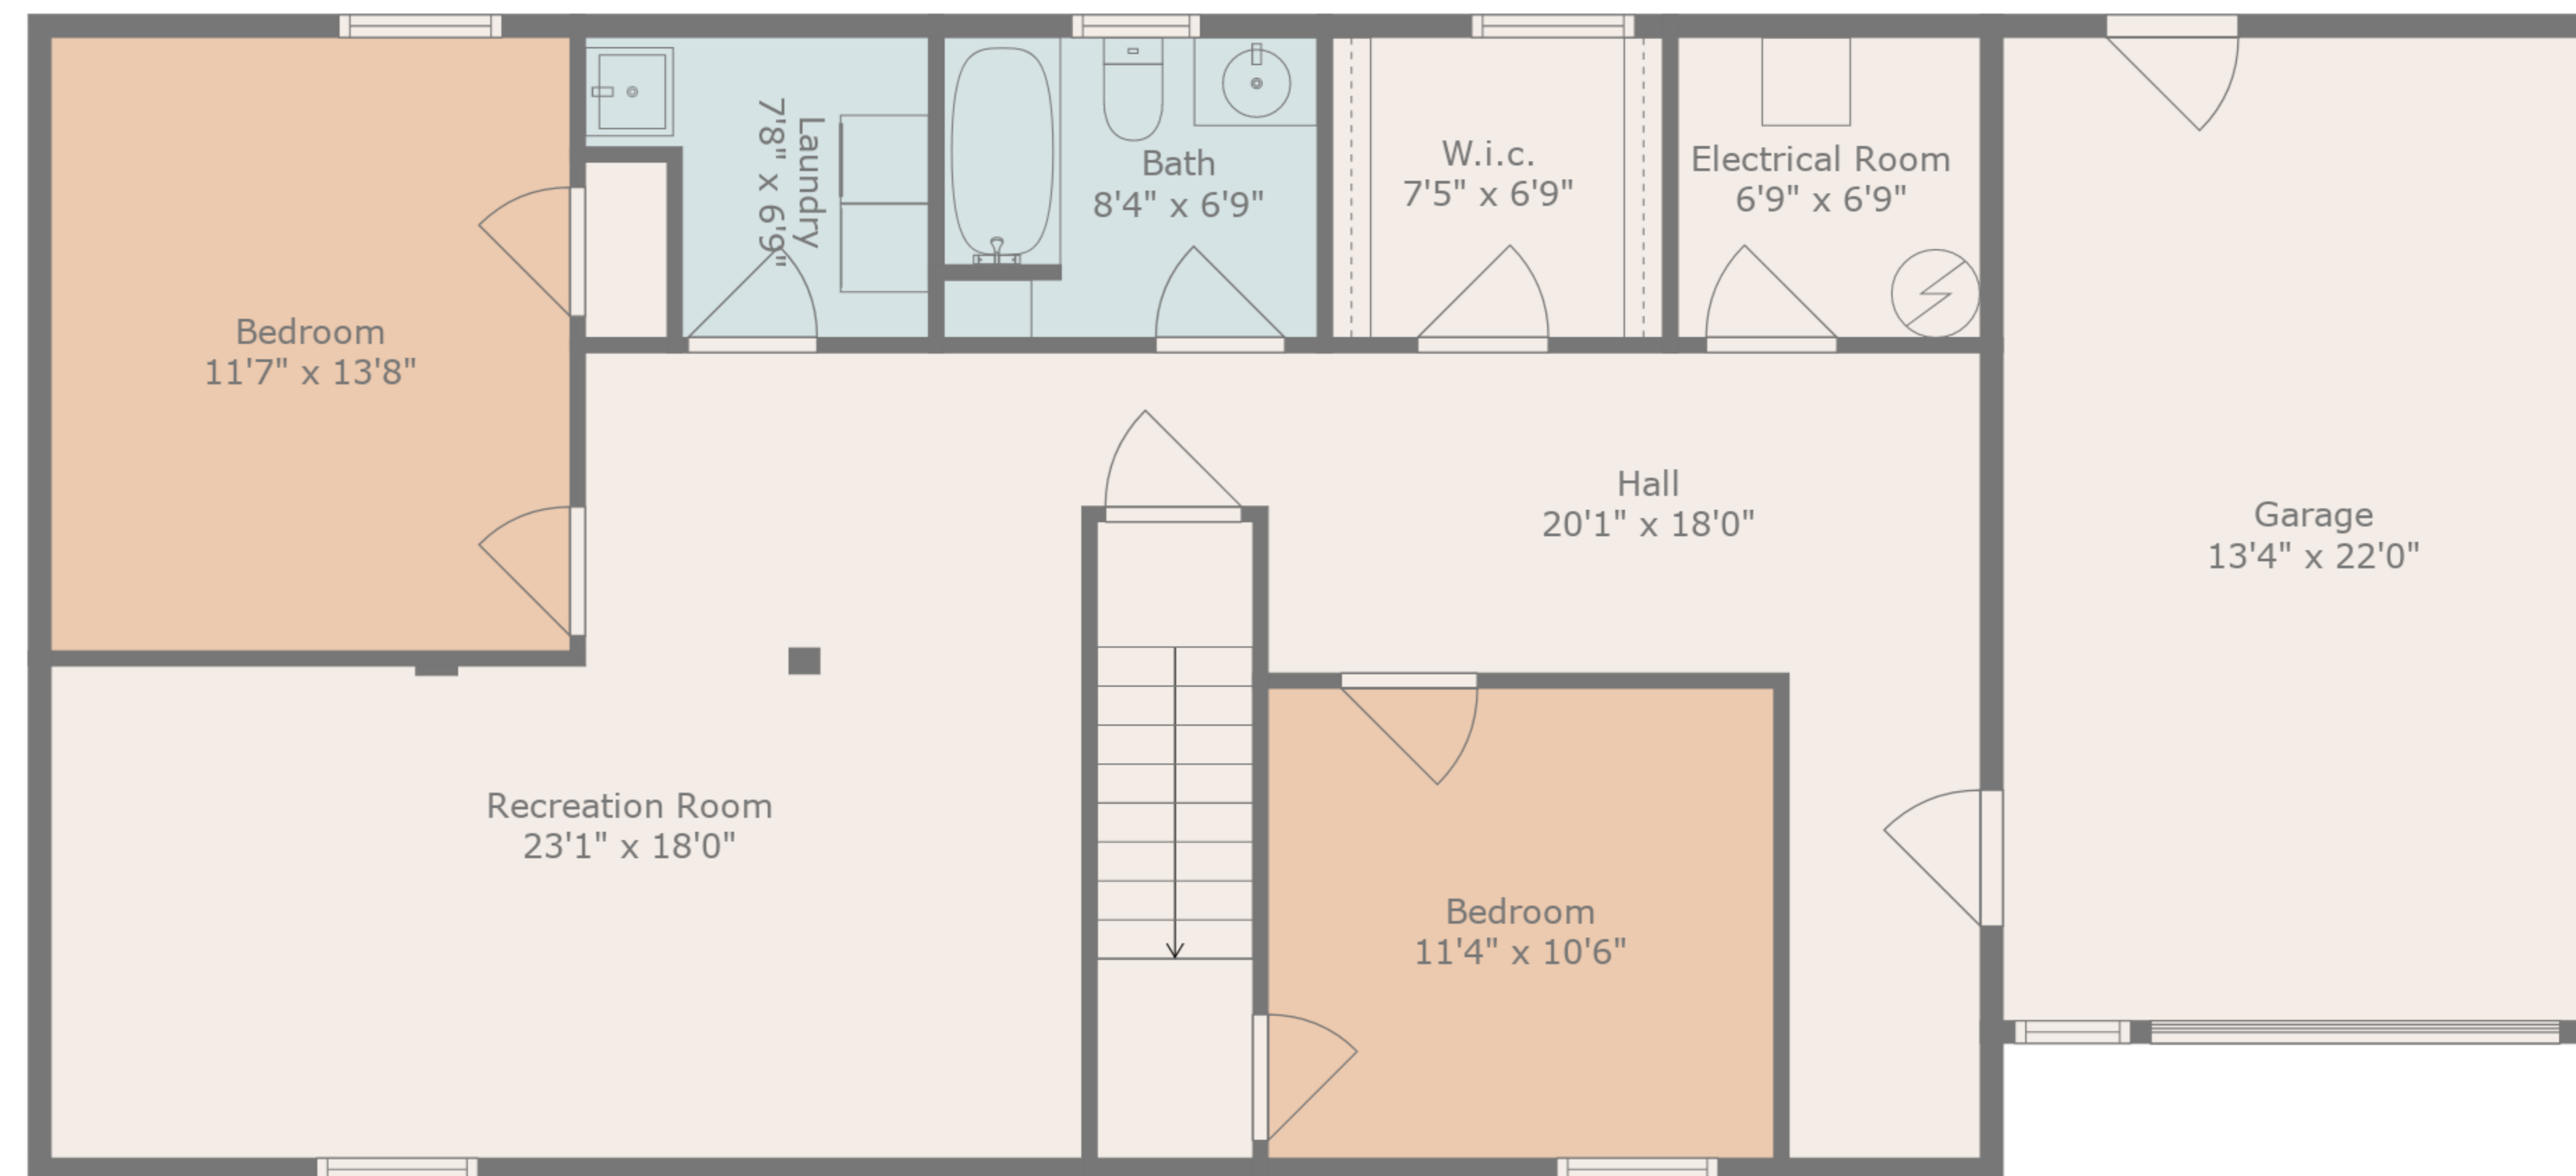 Bedroom
11'7" x 13'8"
Laundry
7'8" x 6'9"
Bath
8'4" x 6'9"
W.i.c.
7'5" x 6'9"
Electrical Room
6'9" x 6'9"
Hall
20'1" x 18'0"
Garage
13'4" x 22'0"
Recreation Room
23'1" x 18'0"
Bedroom
11'4" x 10'6"